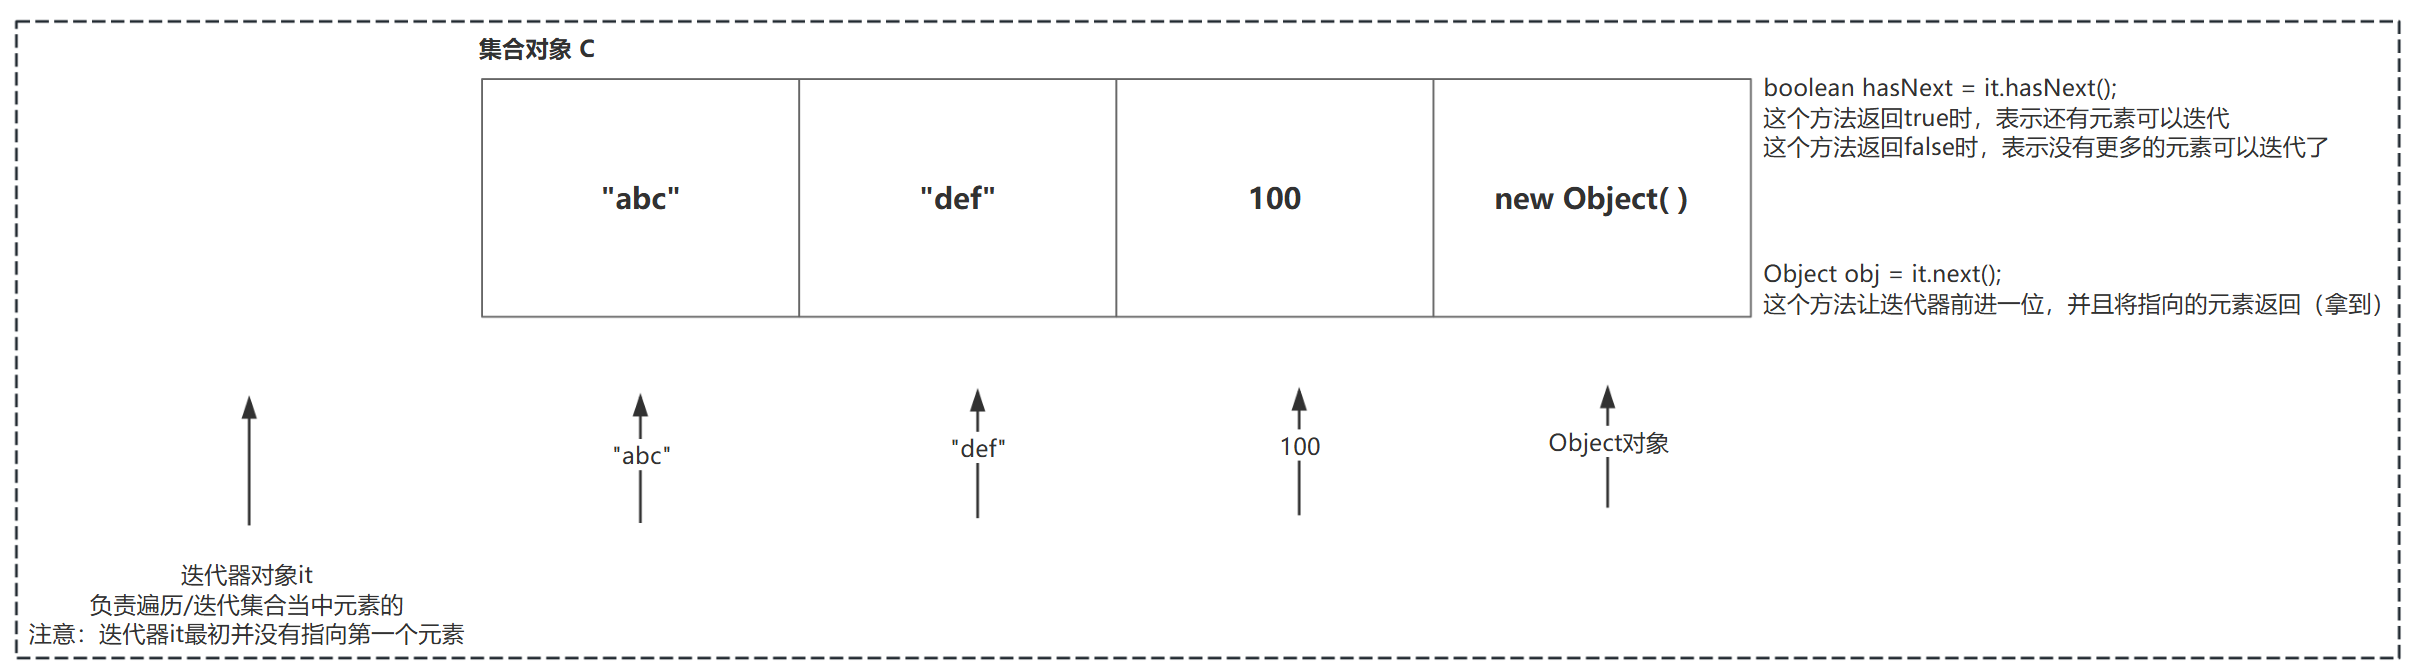 集合对象 C
"abc"
"def"
100
new Object( )
boolean hasNext = it.hasNext();
这个方法返回true时，表示还有元素可以迭代
这个方法返回false时，表示没有更多的元素可以迭代了
Object obj = it.next();
这个方法让迭代器前进一位，并且将指向的元素返回（拿到）
"abc"
"def"
100
Object对象
迭代器对象it
负责遍历/迭代集合当中元素的
注意：迭代器it最初并没有指向第一个元素